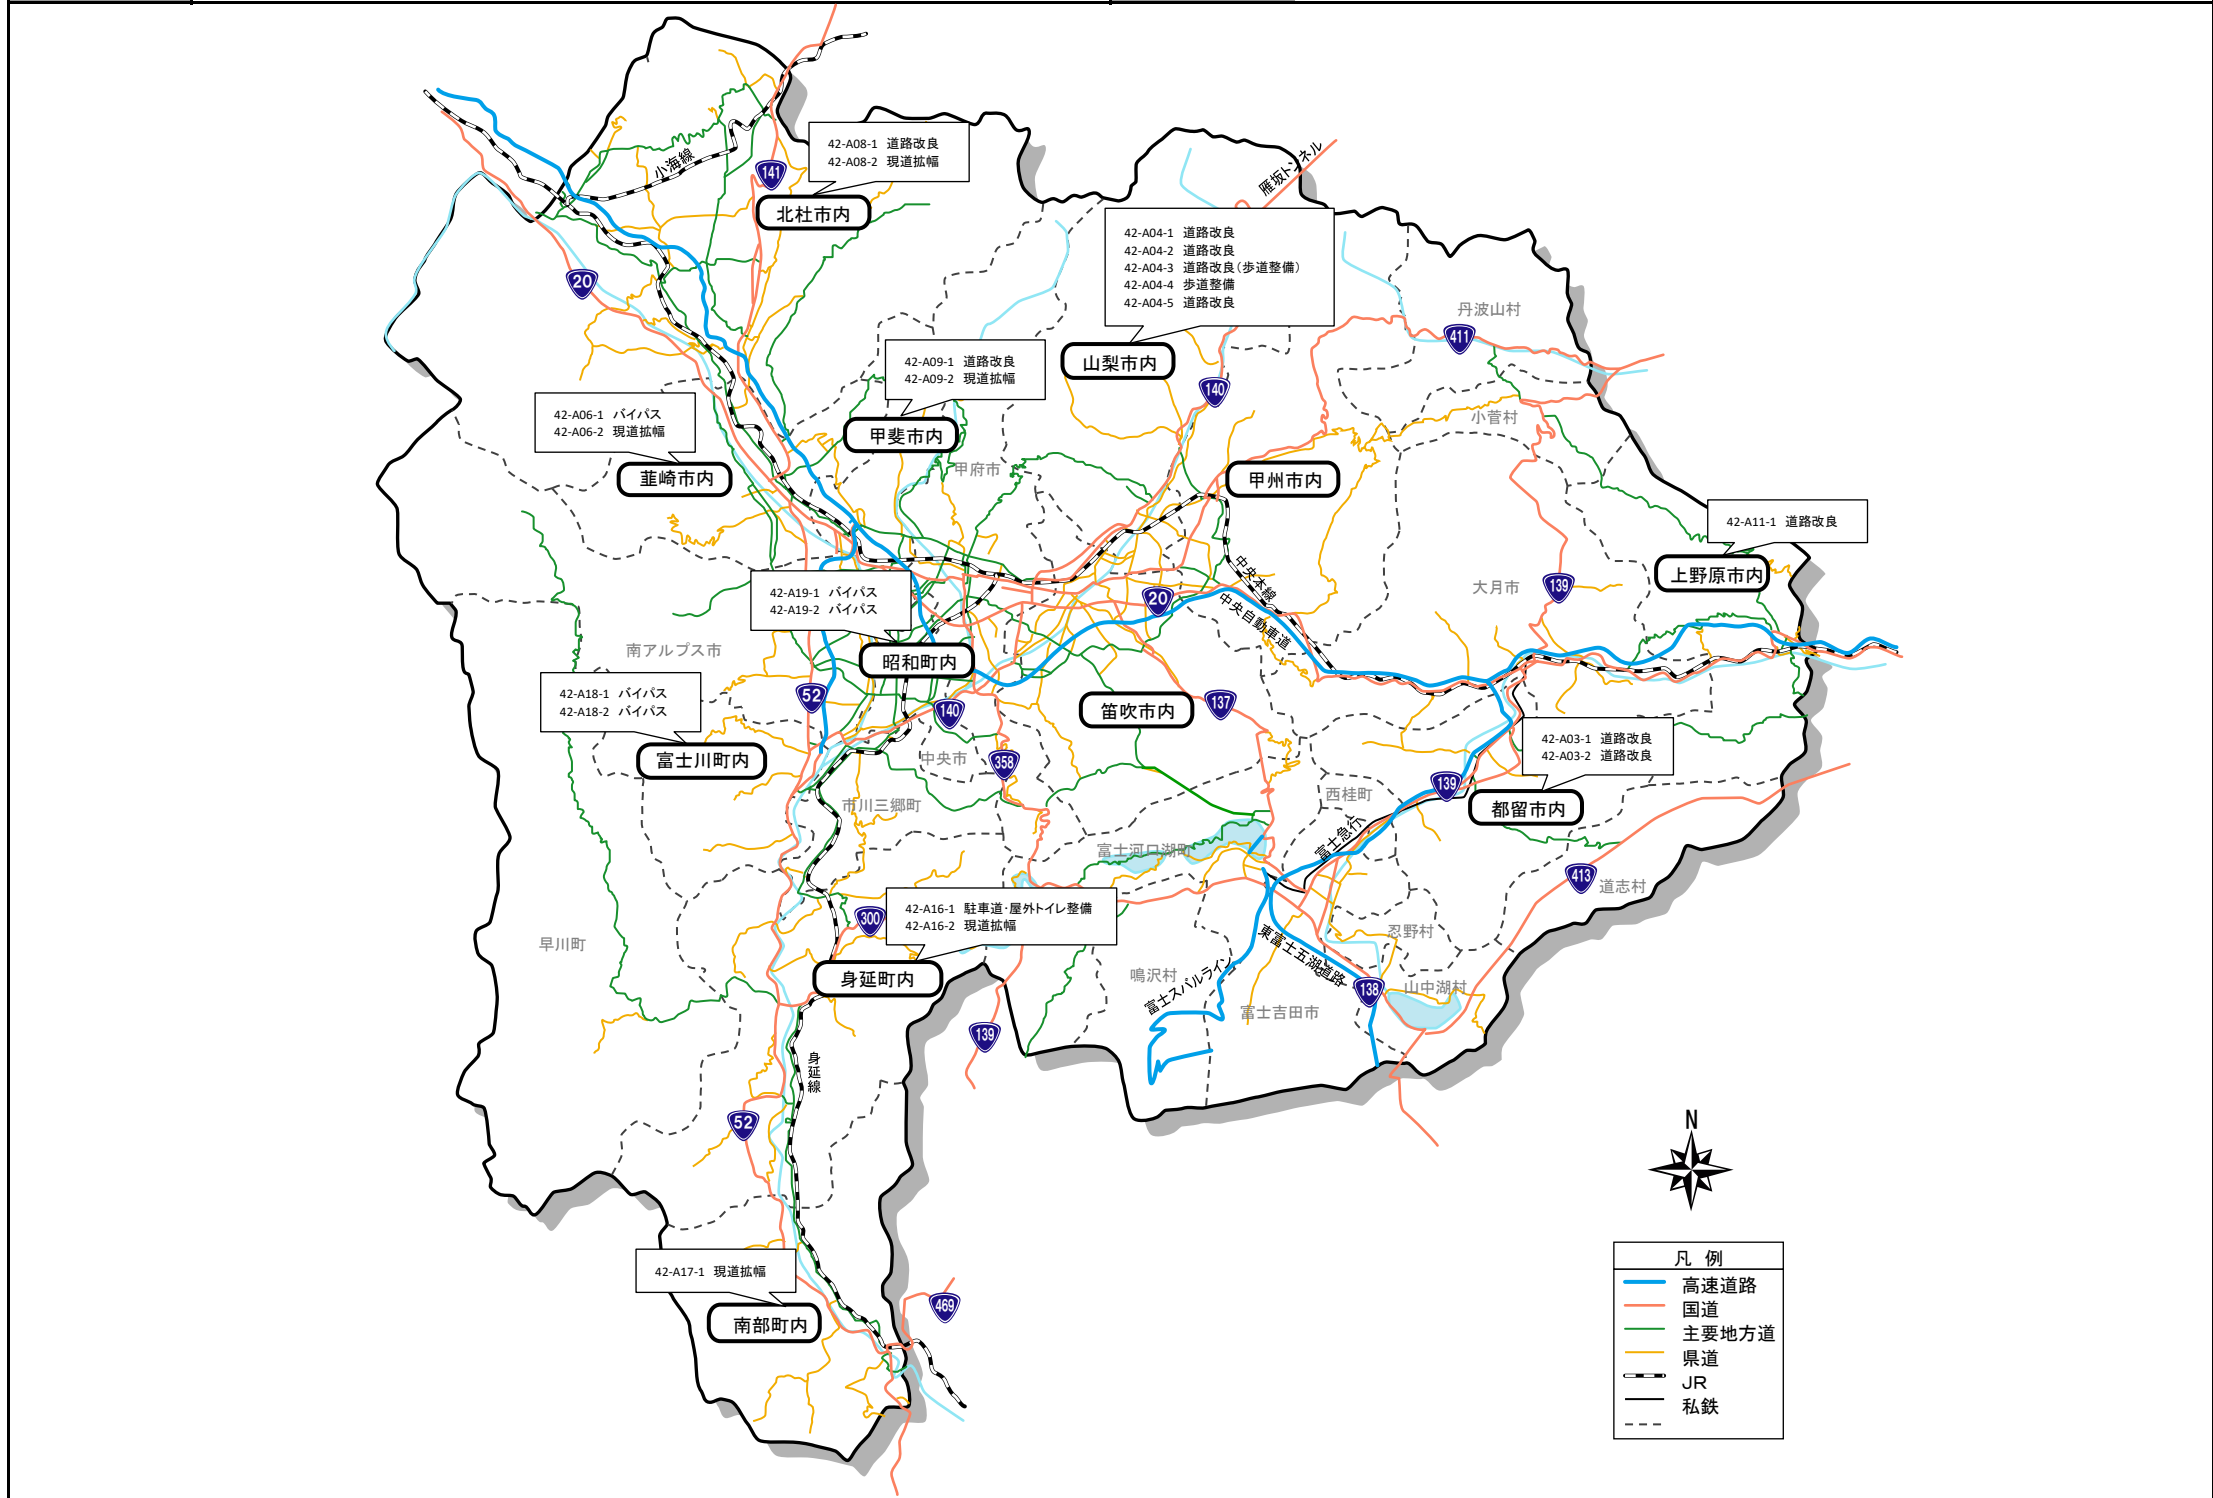 小海線
141
42-A08-1 道路改良
42-A08-2 現道拡幅
北杜市内
雁坂トンネル
20
42-A04-1 道路改良
42-A04-2 道路改良
42-A04-3 道路改良(歩道整備)
42-A04-4 歩道整備
42-A04-5 道路改良
山梨市内
丹波山村
411
140
42-A09-1 道路改良
42-A09-2 現道拡幅
甲斐市内
42-A06-1 バイパス
42-A06-2 現道拡幅
韮崎市内
甲府市
甲州市内
小菅村
42-A11-1 道路改良
上野原市内
大月市
139
中央本線
中央自動車道
20
42-A19-1 バイパス
42-A19-2 バイパス
昭和町内
南アルプス市
52
42-A18-1 バイパス
42-A18-2 バイパス
富士川町内
140
笛吹市内
137
中央市
358
42-A03-1 道路改良
42-A03-2 道路改良
都留市内
139
西桂町
市川三郷町
富士急行
富士河口湖町
413
道志村
300
42-A16-1 駐車道・屋外トイレ整備
42-A16-2 現道拡幅
身延町内
早川町
忍野村
東富士五湖道路
鳴沢村
富士スバルライン
138
山中湖村
富士吉田市
139
身延線
52
N
42-A17-1 現道拡幅
南部町内
469
凡 例
高速道路
国道
主要地方道
県道
JR
私鉄